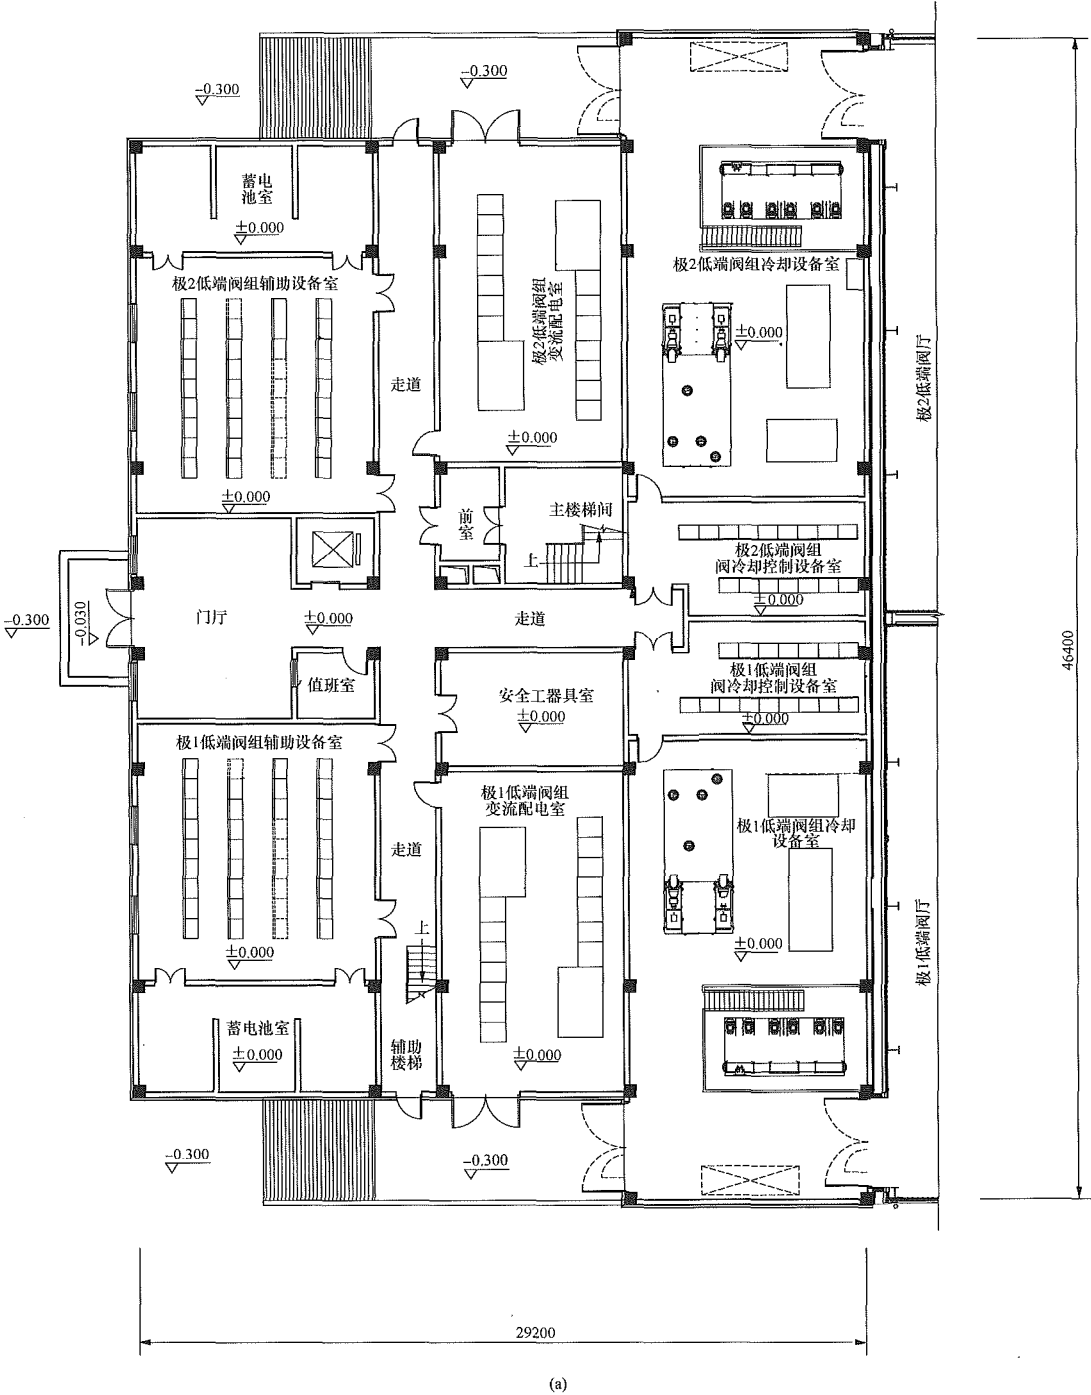 -0.300
-0.300
蓄电
池室
±0.000
极2低端阀组辅助设备室
±0.000
走道
极2低端阀组
变流配电室
±0.000
极2低端阀组冷却设备室
±0.000
极2低端阀厅
前
室
主楼梯间
上
极2低端阀组
阀冷却控制设备室
±0.000
-0.300
-0.030
门厅
±0.000
走道
值班室
安全工器具室
±0.000
极1低端阀组
阀冷却控制设备室
±0.000
46400
极1低端阀组辅助设备室
±0.000
走道
上
极1低端阀组
变流配电室
±0.000
极1低端阀组冷却
设备室
±0.000
极1低端阀厅
蓄电池室
±0.000
辅助
楼梯
-0.300
-0.300
29200
(a)